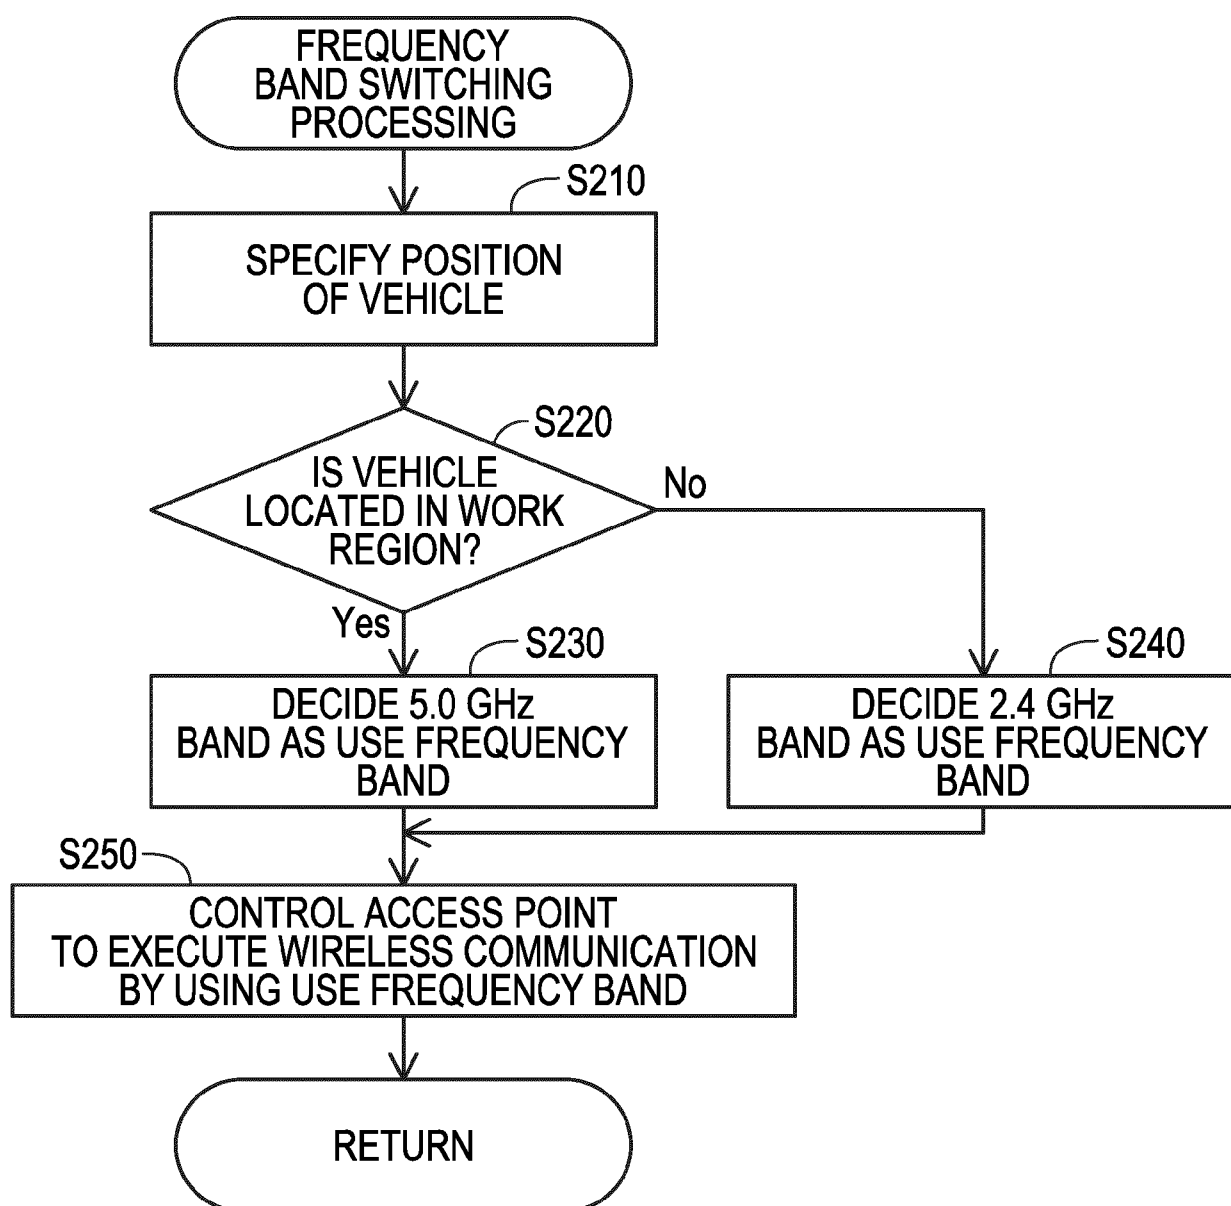 FREQUENCY
BAND SWITCHING
PROCESSING
S210
SPECIFY POSITION
OF VEHICLE
S220
IS VEHICLE
LOCATED IN WORK
REGION?
No
Yes
S230
DECIDE 5.0 GHz
BAND AS USE FREQUENCY
BAND
S240
DECIDE 2.4 GHz
BAND AS USE FREQUENCY
BAND
S250
CONTROL ACCESS POINT
TO EXECUTE WIRELESS COMMUNICATION
BY USING USE FREQUENCY BAND
RETURN